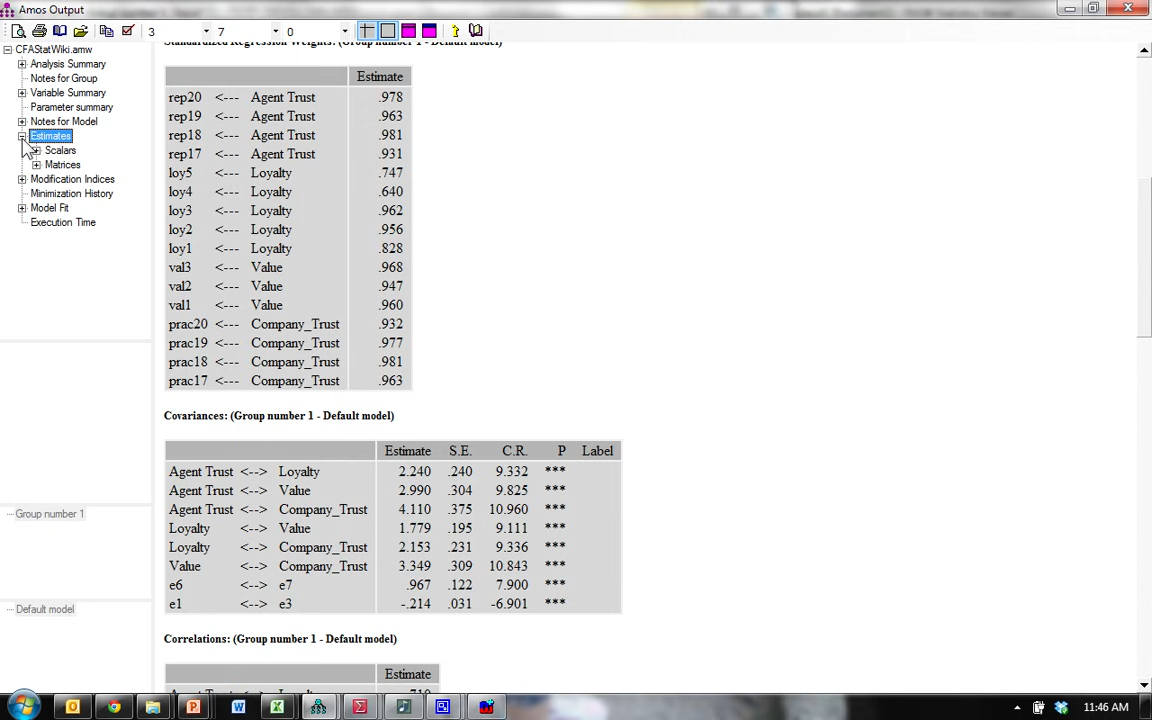 Amos Output
3 7 0
CFAStatWiki.amw
Analysis Summary
Notes for Group
Variable Summary
Parameter summary
Notes for Model
Estimates
Scalars
Matrices
Modification Indices
Minimization History
Model Fit
Execution Time
Group number 1
Default model
Standardized Regression Weights: (Group number 1 - Default model)
Estimate
rep20 <--- Agent Trust .978
rep19 <--- Agent Trust .963
rep18 <--- Agent Trust .981
rep17 <--- Agent Trust .931
loy5 <--- Loyalty .747
loy4 <--- Loyalty .640
loy3 <--- Loyalty .962
loy2 <--- Loyalty .956
loy1 <--- Loyalty .828
val3 <--- Value .968
val2 <--- Value .947
val1 <--- Value .960
prac20 <--- Company_Trust .932
prac19 <--- Company_Trust .977
prac18 <--- Company_Trust .981
prac17 <--- Company_Trust .963
Covariances: (Group number 1 - Default model)
Estimate S.E. C.R. P Label
Agent Trust <--> Loyalty 2.240 .240 9.332 ***
Agent Trust <--> Value 2.990 .304 9.825 ***
Agent Trust <--> Company_Trust 4.110 .375 10.960 ***
Loyalty <--> Value 1.779 .195 9.111 ***
Loyalty <--> Company_Trust 2.153 .231 9.336 ***
Value <--> Company_Trust 3.349 .309 10.843 ***
e6 <--> e7 .967 .122 7.900 ***
e1 <--> e3 -.214 .031 -6.901 ***
Correlations: (Group number 1 - Default model)
Estimate
11:46 AM